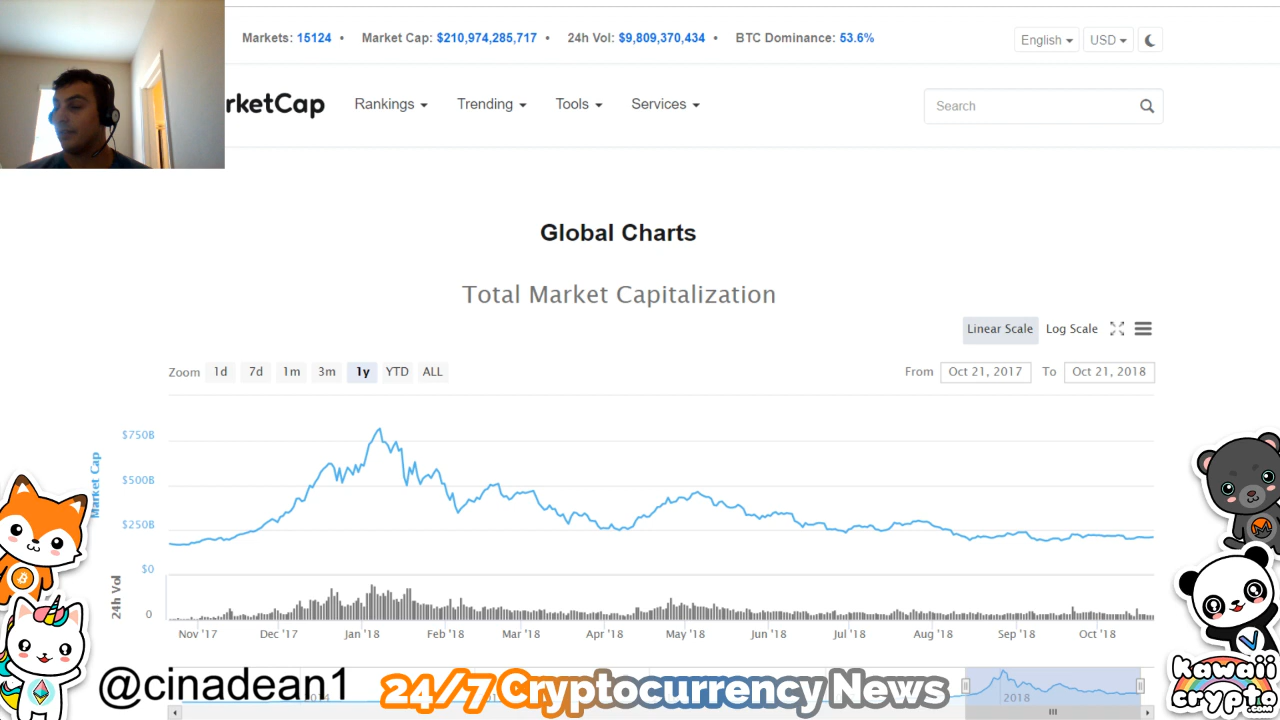 Markets: 15124 • Market Cap: $210,974,285,717 • 24h Vol: $9,809,370,434 • BTC Dominance: 53.6% English USD
rketCap Rankings Trending Tools Services Search
Global Charts
Total Market Capitalization
Linear Scale Log Scale
Zoom 1d 7d 1m 3m 1y YTD ALL From Oct 21, 2017 To Oct 21, 2018
$750B
$500B
$250B
$0
Market Cap
0
24h Vol
Nov '17 Dec '17 Jan '18 Feb '18 Mar '18 Apr '18 May '18 Jun '18 Jul '18 Aug '18 Sep '18 Oct '18
2018
@cinadean1
24/7 Cryptocurrency News
kawaii
crypto
.com